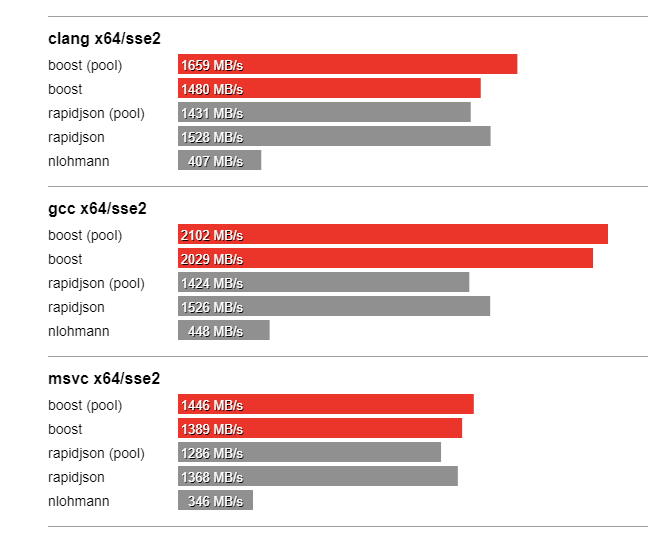 clang x64/sse2
boost (pool) 1659 MB/s
boost 1480 MB/s
rapidjson (pool) 1431 MB/s
rapidjson 1528 MB/s
nlohmann 407 MB/s
gcc x64/sse2
boost (pool) 2102 MB/s
boost 2029 MB/s
rapidjson (pool) 1424 MB/s
rapidjson 1526 MB/s
nlohmann 448 MB/s
msvc x64/sse2
boost (pool) 1446 MB/s
boost 1389 MB/s
rapidjson (pool) 1286 MB/s
rapidjson 1368 MB/s
nlohmann 346 MB/s